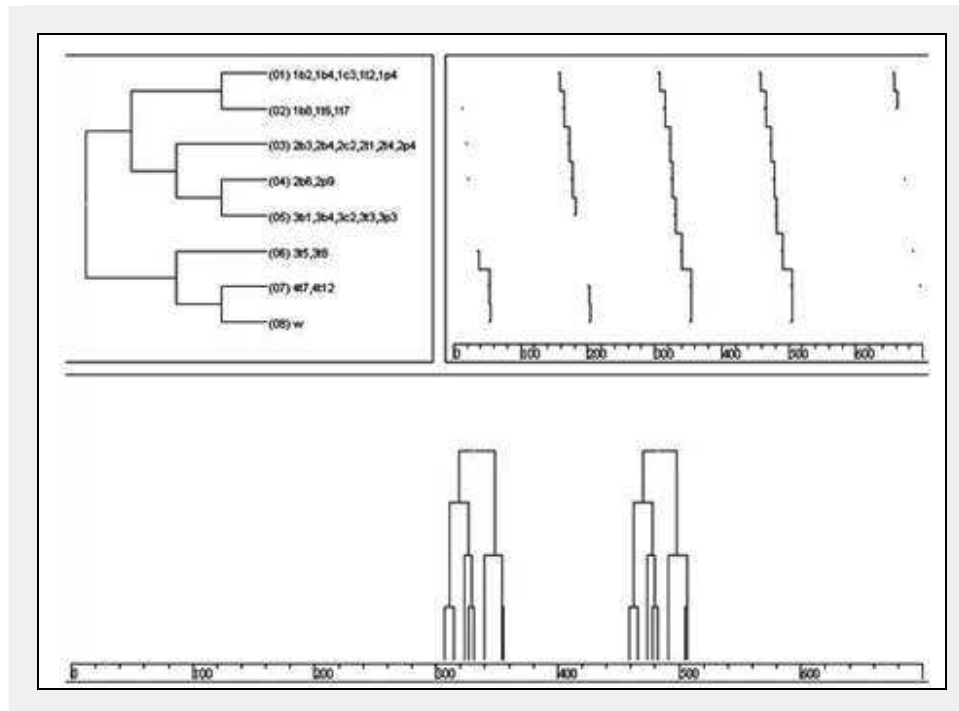 (01) 1b2,1b4,1c3,1t2,1p4
(02) 1b8,1t6,1t7
(03) 2b3,2b4,2c2,2t1,2t4,2p4
(04) 2b6,2p9
(05) 3b1,3b4,3c2,3t3,3p3
(06) 3t5,3t8
(07) 4t7,4t12
(08) w
0 100 200 300 400 500 600
0 100 200 300 400 500 600